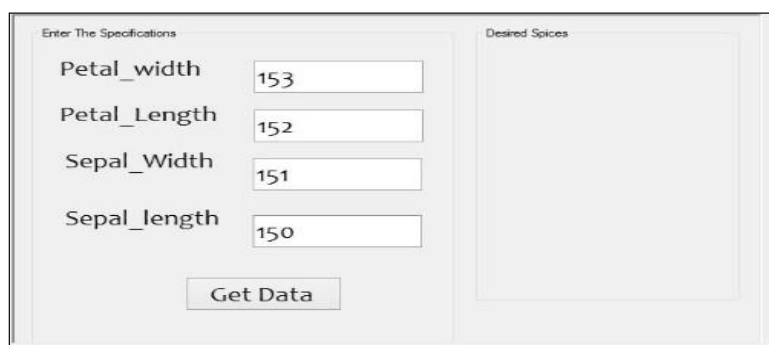 Enter The Specifications
Petal_width 153
Petal_Length 152
Sepal_Width 151
Sepal_length 150
Get Data
Desired Spices